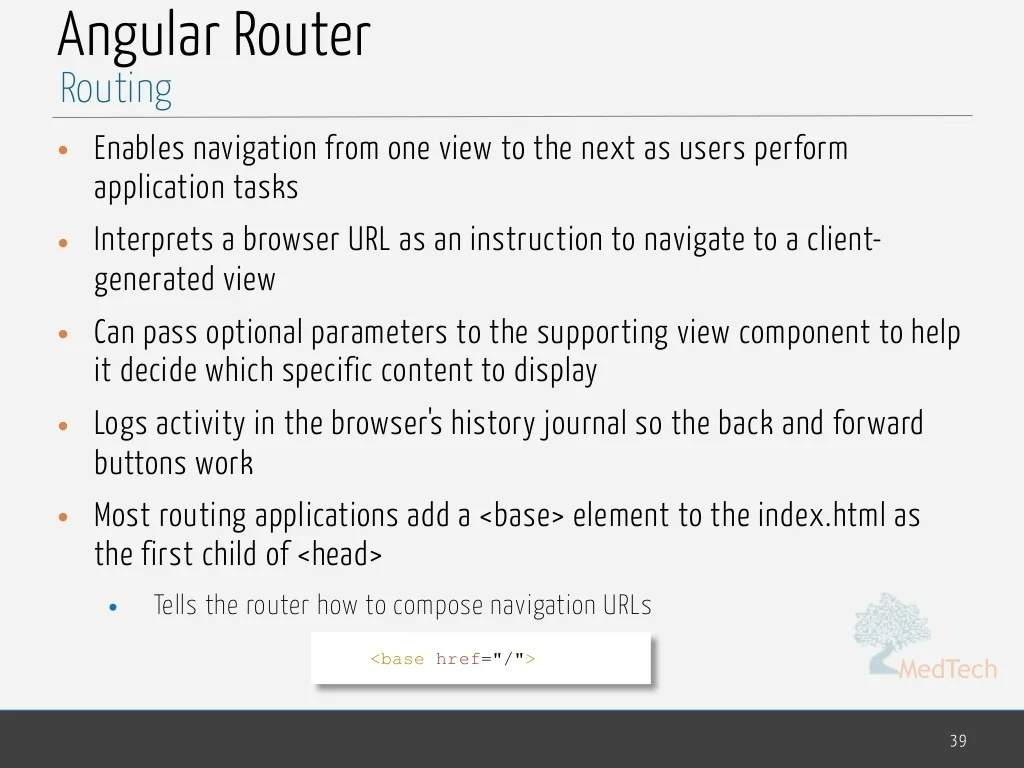 Angular Router
Routing
• Enables navigation from one view to the next as users perform
application tasks
• Interprets a browser URL as an instruction to navigate to a client-
generated view
• Can pass optional parameters to the supporting view component to help
it decide which specific content to display
• Logs activity in the browser's history journal so the back and forward
buttons work
• Most routing applications add a <base> element to the index.html as
the first child of <head>
• Tells the router how to compose navigation URLs
<base href="/">
MedTech
39